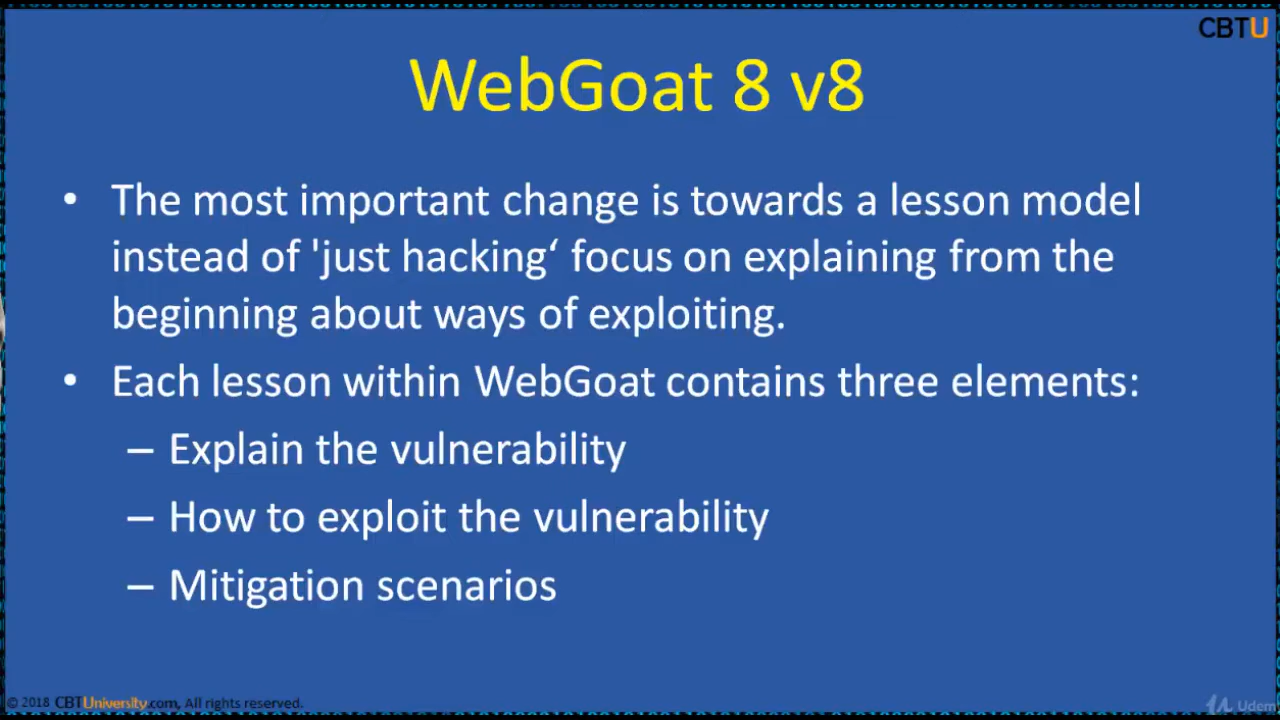 CBTU
WebGoat 8 v8
• The most important change is towards a lesson model
instead of 'just hacking‘ focus on explaining from the
beginning about ways of exploiting.
• Each lesson within WebGoat contains three elements:
– Explain the vulnerability
– How to exploit the vulnerability
– Mitigation scenarios
© 2018 CBTUniversity.com, All rights reserved.
Udem